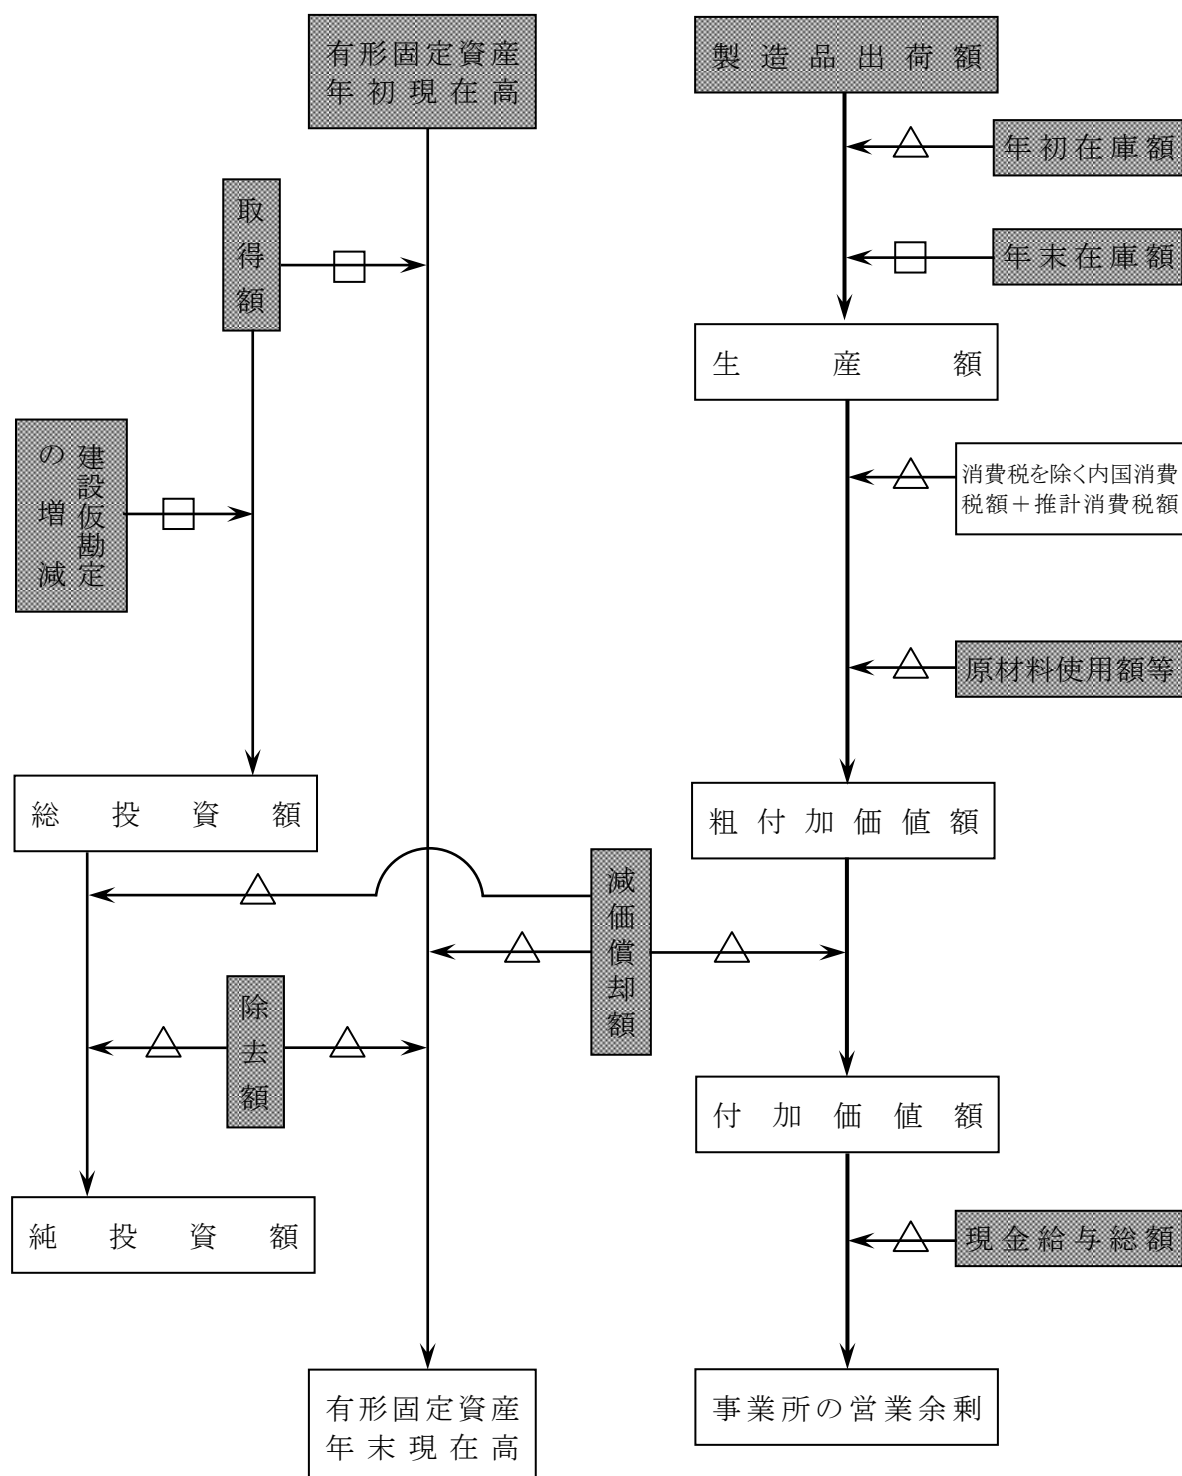 有形固定資産
年初現在高
製造品出荷額
年初在庫額
取得額
年末在庫額
生産額
建設仮勘定
の増減
消費税を除く内国消費
税額＋推計消費税額
原材料使用額等
総投資額
粗付加価値額
減価償却額
除去額
付加価値額
純投資額
現金給与総額
有形固定資産
年末現在高
事業所の営業余剰